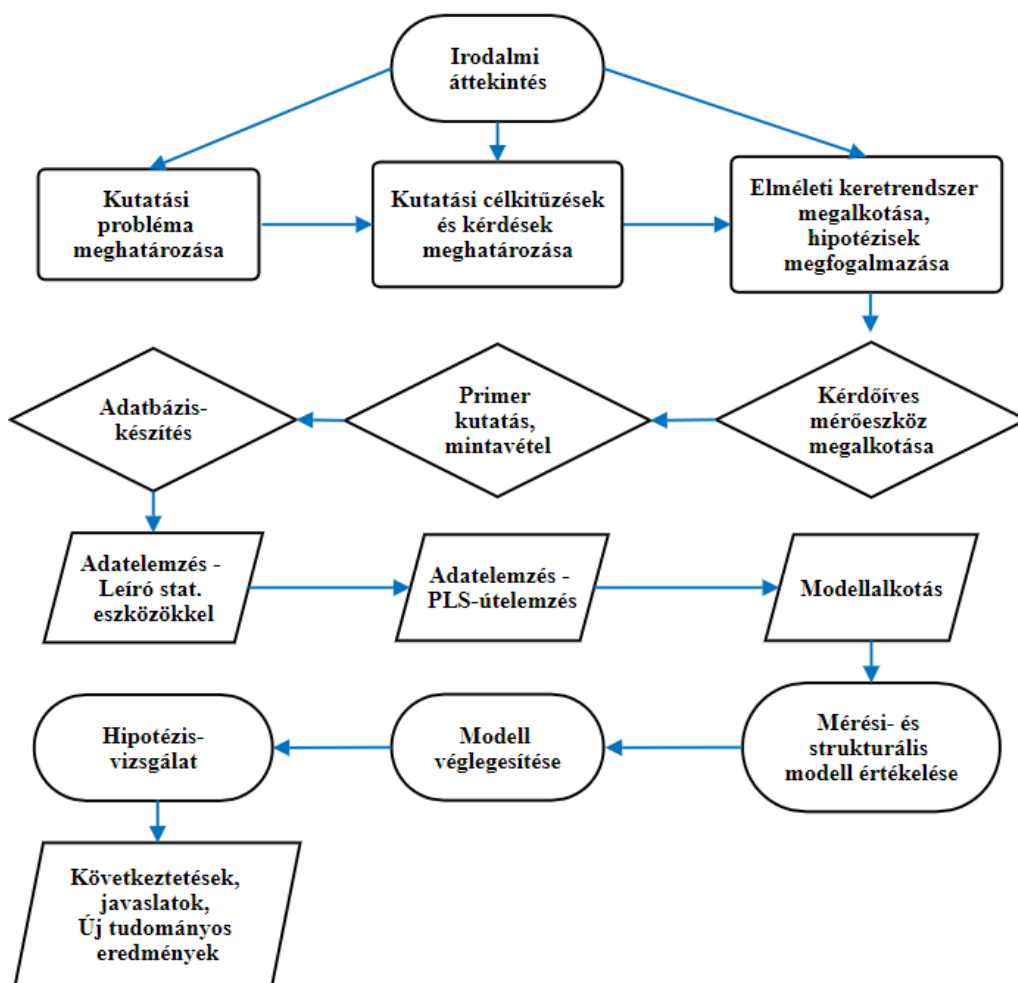 Irodalmi
áttekintés
Kutatási
probléma
meghatározása
Kutatási célkitűzések
és kérdések
meghatározása
Elméleti keretrendszer
megalkotása,
hipotézisek
megfogalmazása
Kérdőíves
mérőeszköz
megalkotása
Primer
kutatás,
mintavétel
Adatbázis-
készítés
Adatelemzés -
Leíró stat.
eszközökkel
Adatelemzés -
PLS-útelemzés
Modellalkotás
Mérési- és
strukturális
modell értékelése
Modell
véglegesítése
Hipotézis-
vizsgálat
Következtetések,
javaslatok,
Új tudományos
eredmények